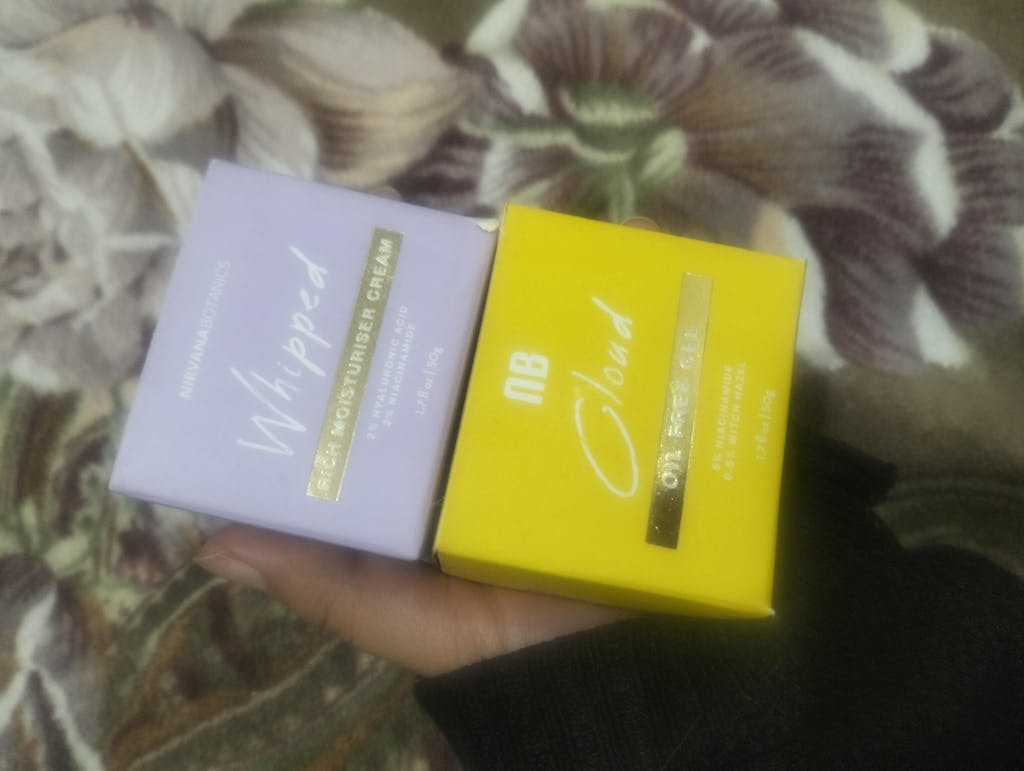 NIRVANABOTANICS
Whipped
RICH MOISTURISER CREAM
2% HYALURONIC ACID
2% NIACINAMIDE
1.7 fl oz | 50g
NB
Cloud
OIL FREE GEL
5% NIACINAMIDE
0.5% WITCH HAZEL
1.7 fl oz | 50g